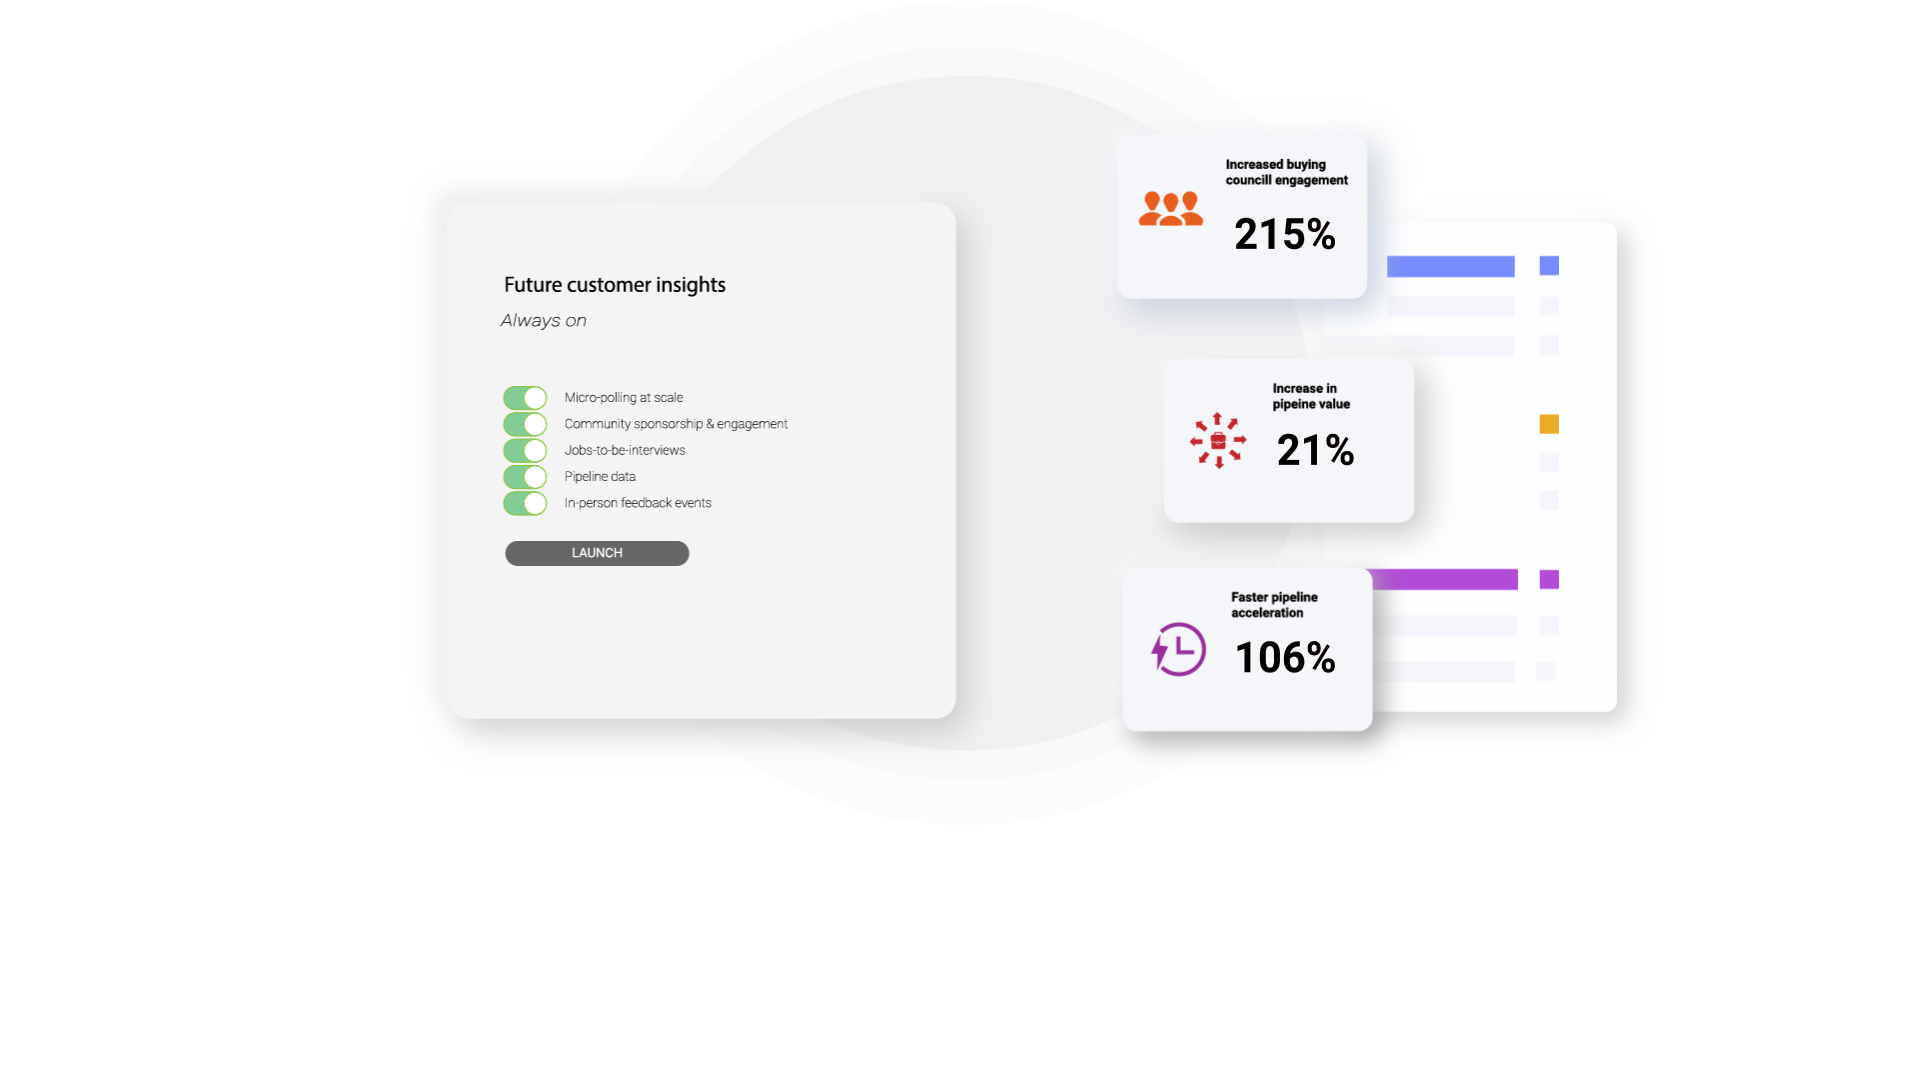 Future customer insights
Always on
Micro-polling at scale
Community sponsorship & engagement
Jobs-to-be-interviews
Pipeline data
In-person feedback events
LAUNCH
Increased buying
councill engagement
215%
Increase in
pipeine value
21%
Faster pipeline
acceleration
106%